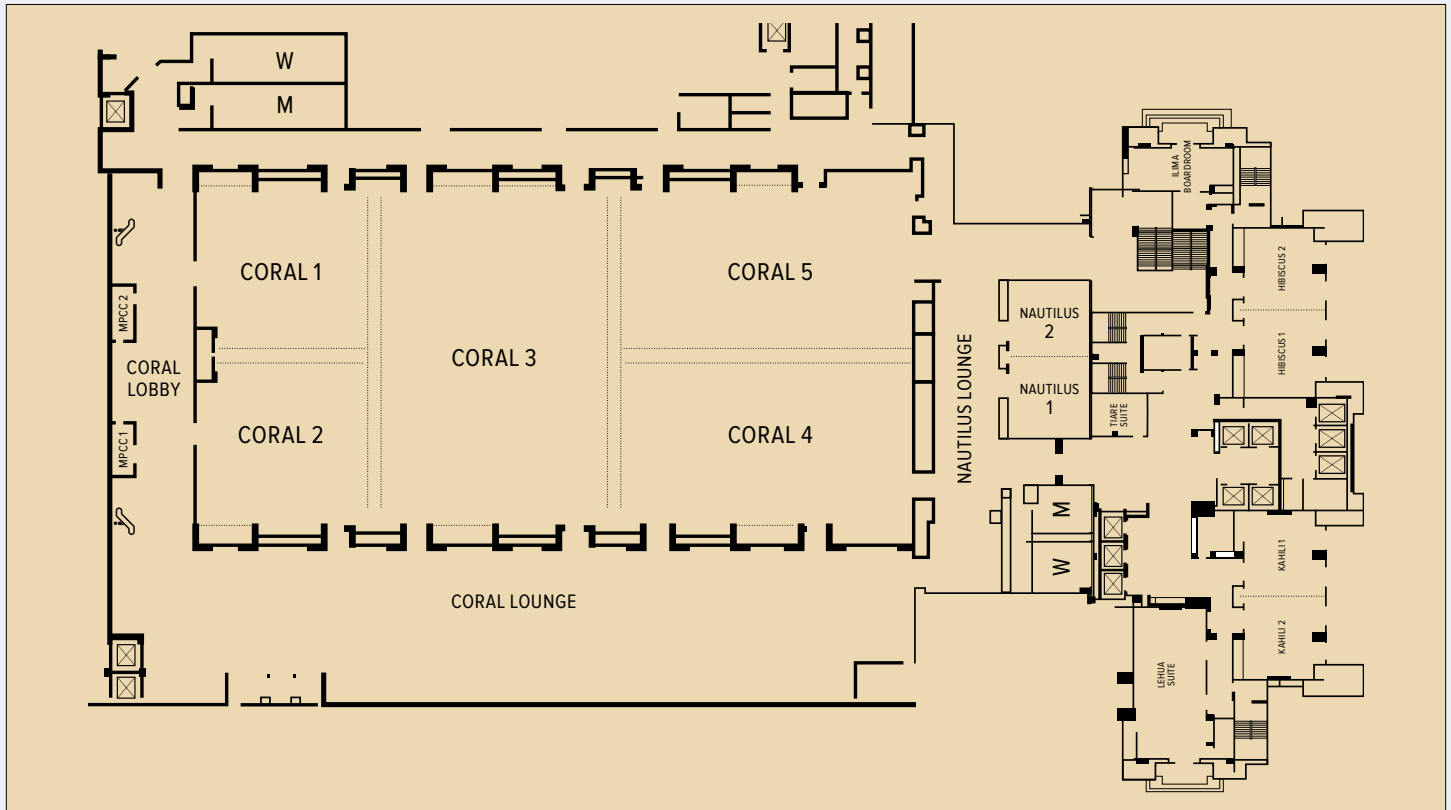 W
M
ILIMA
BOARDROOM
CORAL 1
CORAL 5
HIBISCUS 2
MPCC 2
NAUTILUS
2
CORAL 3
HIBISCUS 1
CORAL
LOBBY
NAUTILUS LOUNGE
NAUTILUS
1
TIARE
SUITE
CORAL 2
CORAL 4
MPCC 1
M
W
KAHILI 1
CORAL LOUNGE
KAHILI 2
LEHUA
SUITE